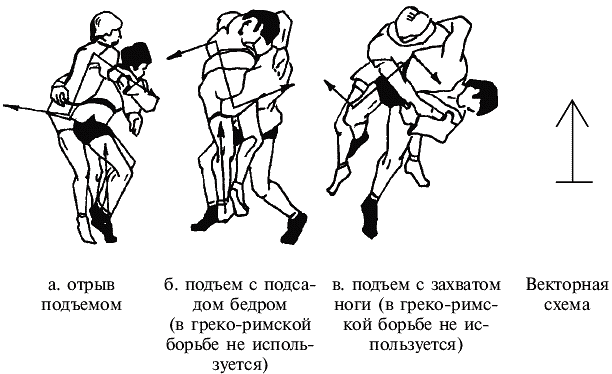 а. отрыв
подъемом
б. подъем с подса-
дом бедром
(в греко-римской
борьбе не исполь-
зуется)
в. подъем с захватом
ноги (в греко-римс-
кой борьбе не ис-
пользуется)
Векторная
схема